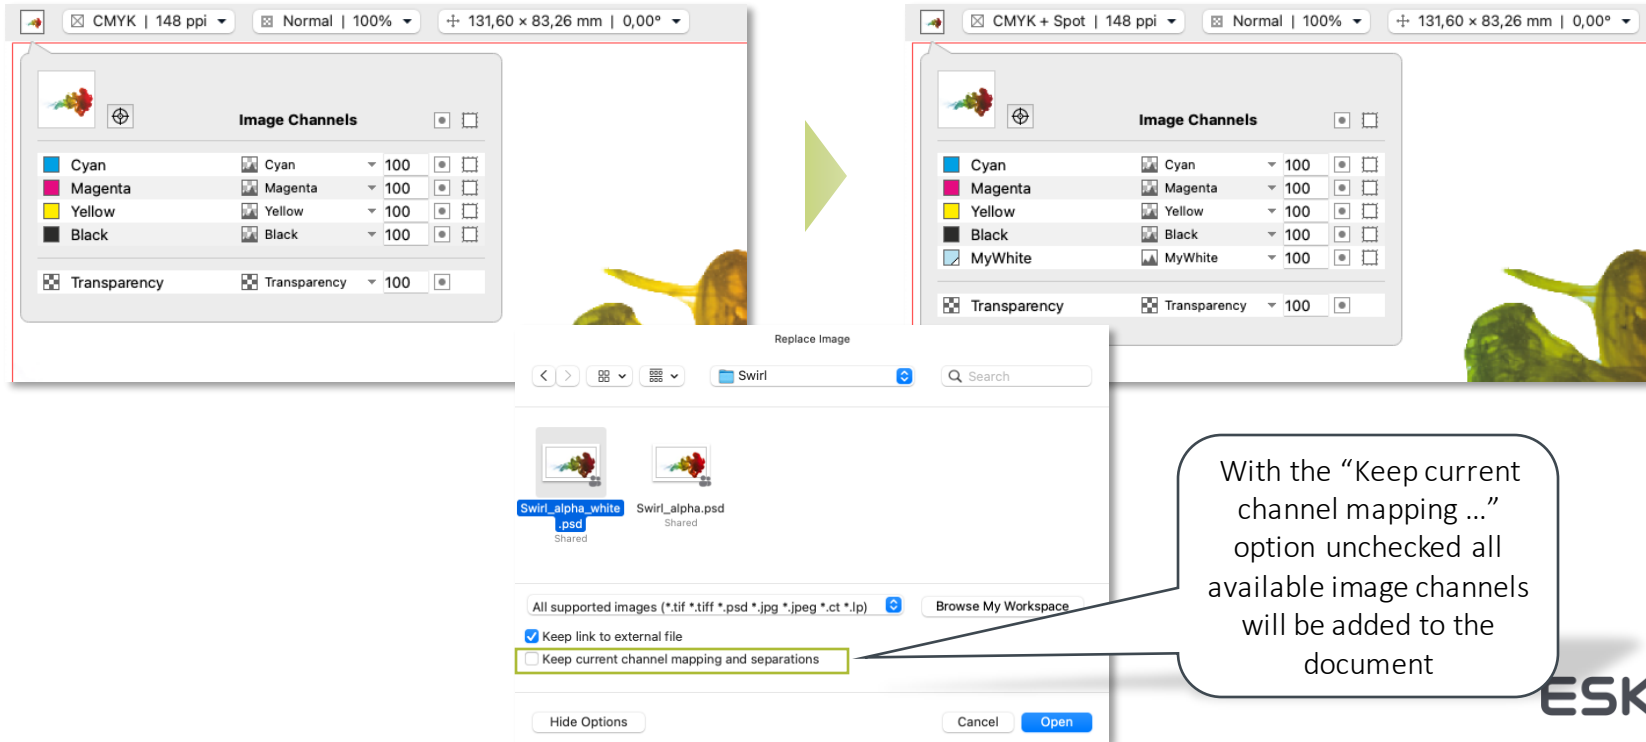 CMYK | 148 ppi
Normal | 100%
131,60 × 83,26 mm | 0,00°
Image Channels
Cyan Cyan 100
Magenta Magenta 100
Yellow Yellow 100
Black Black 100
Transparency Transparency 100
CMYK + Spot | 148 ppi
Normal | 100%
131,60 × 83,26 mm | 0,00°
Image Channels
Cyan Cyan 100
Magenta Magenta 100
Yellow Yellow 100
Black Black 100
MyWhite MyWhite 100
Transparency Transparency 100
Replace Image
Swirl
Search
Swirl_alpha_white
.psd
Shared
Swirl_alpha.psd
Shared
All supported images (*.tif *.tiff *.psd *.jpg *.jpeg *.ct *.lp)
Browse My Workspace
Keep link to external file
Keep current channel mapping and separations
Hide Options
Cancel
Open
With the “Keep current
channel mapping ...”
option unchecked all
available image channels
will be added to the
document
ESK